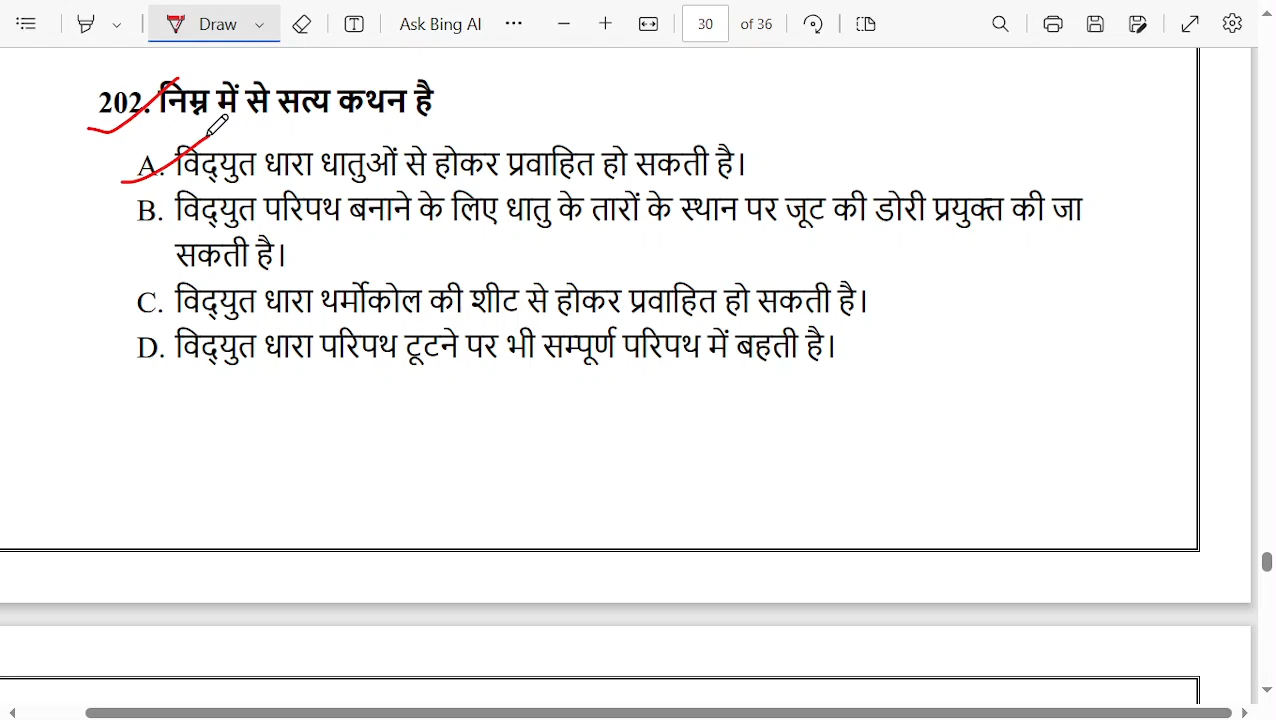 Draw
Ask Bing AI
30
of 36
202. निम्न में से सत्य कथन है
A. विद्युत धारा धातुओं से होकर प्रवाहित हो सकती है।
B. विद्युत परिपथ बनाने के लिए धातु के तारों के स्थान पर जूट की डोरी प्रयुक्त की जा
सकती है।
C. विद्युत धारा थर्मोकोल की शीट से होकर प्रवाहित हो सकती है।
D. विद्युत धारा परिपथ टूटने पर भी सम्पूर्ण परिपथ में बहती है।